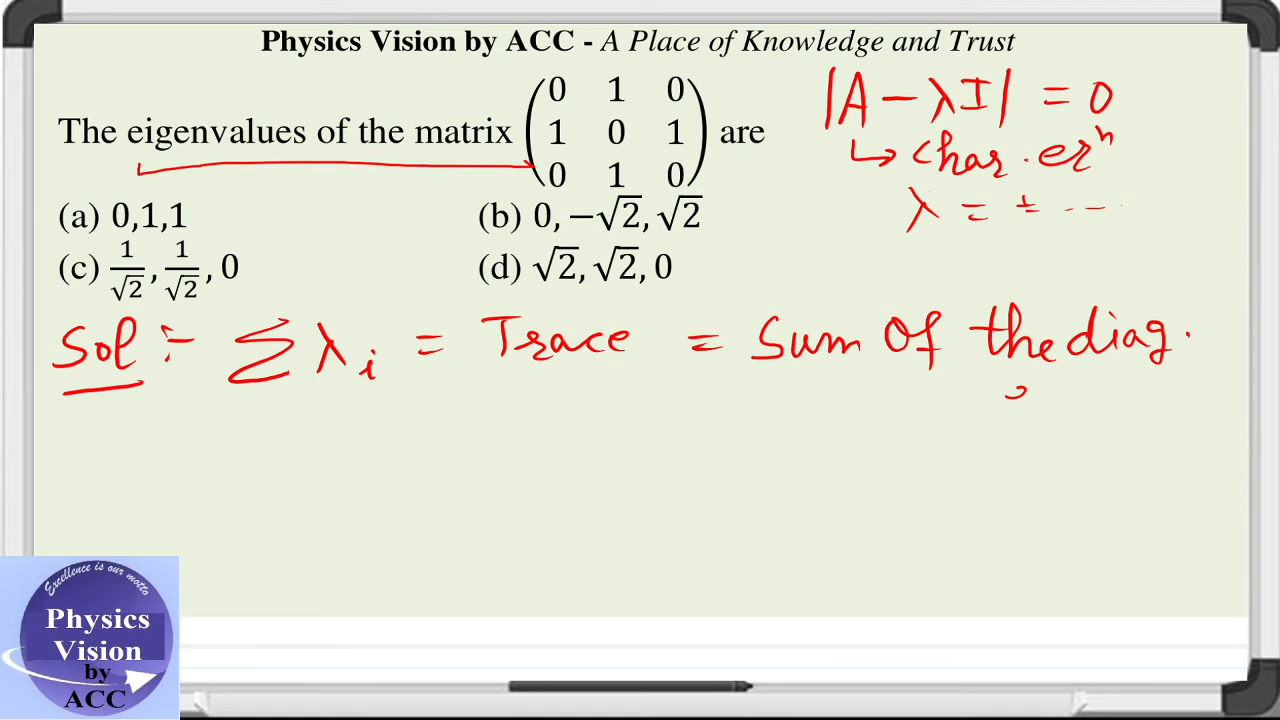 Physics Vision by ACC - A Place of Knowledge and Trust
The eigenvalues of the matrix (0 1 0
1 0 1
0 1 0) are
(a) 0,1,1
(b) 0, −√2, √2
(c) 1/√2, 1/√2, 0
(d) √2, √2, 0
|A − λI| = 0
↳ char. eqⁿ
λ = ± - - -
Sol :- Σλi = Trace = Sum Of the diag.
Excellence is our motto
Physics
Vision
by
ACC